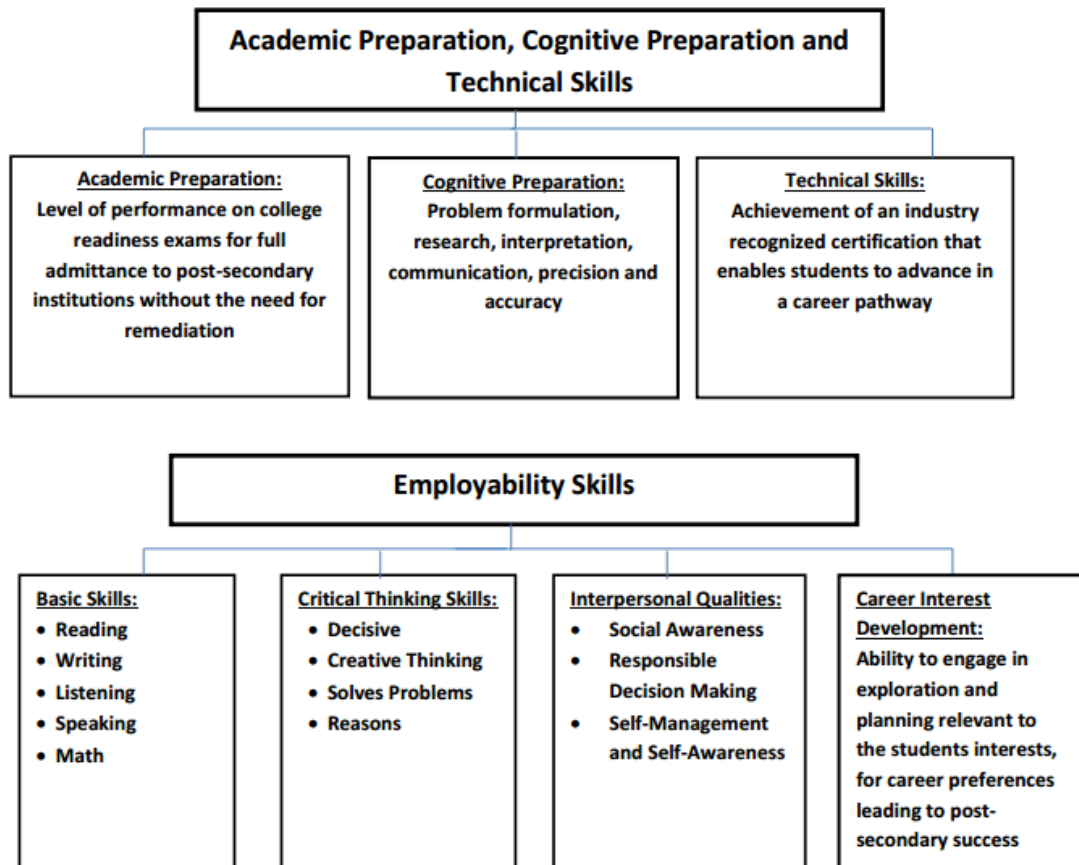 Academic Preparation, Cognitive Preparation and
Technical Skills
Academic Preparation:
Level of performance on college
readiness exams for full
admittance to post-secondary
institutions without the need for
remediation
Cognitive Preparation:
Problem formulation,
research, interpretation,
communication, precision and
accuracy
Technical Skills:
Achievement of an industry
recognized certification that
enables students to advance in
a career pathway
Employability Skills
Basic Skills:
• Reading
• Writing
• Listening
• Speaking
• Math
Critical Thinking Skills:
• Decisive
• Creative Thinking
• Solves Problems
• Reasons
Interpersonal Qualities:
• Social Awareness
• Responsible
Decision Making
• Self-Management
and Self-Awareness
Career Interest
Development:
Ability to engage in
exploration and
planning relevant to
the students interests,
for career preferences
leading to post-
secondary success